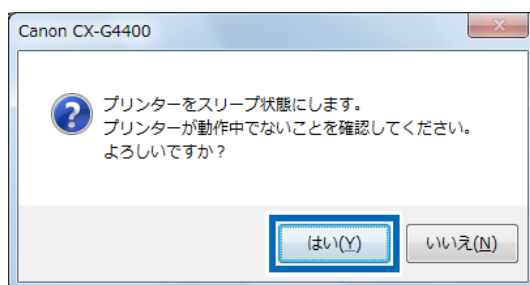 Canon CX-G4400
プリンターをスリープ状態にします。
プリンターが動作中でないことを確認してください。
よろしいですか？
はい(Y)
いいえ(N)